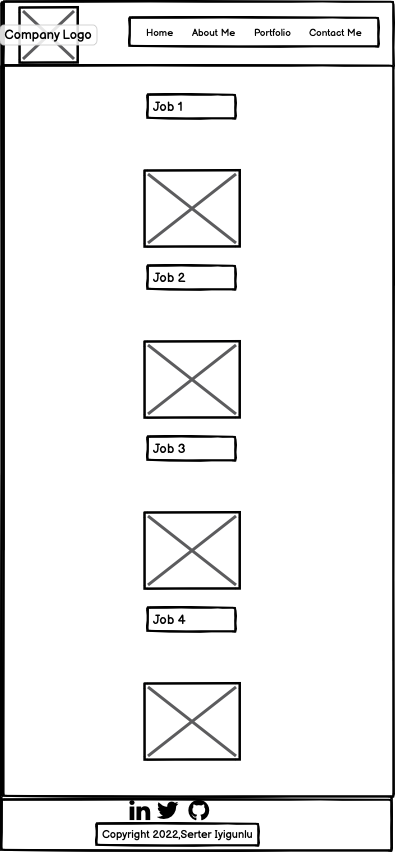 Company Logo
Home About Me Portfolio Contact Me
Job 1
Job 2
Job 3
Job 4
in
Copyright 2022,Serter Iyigunlu